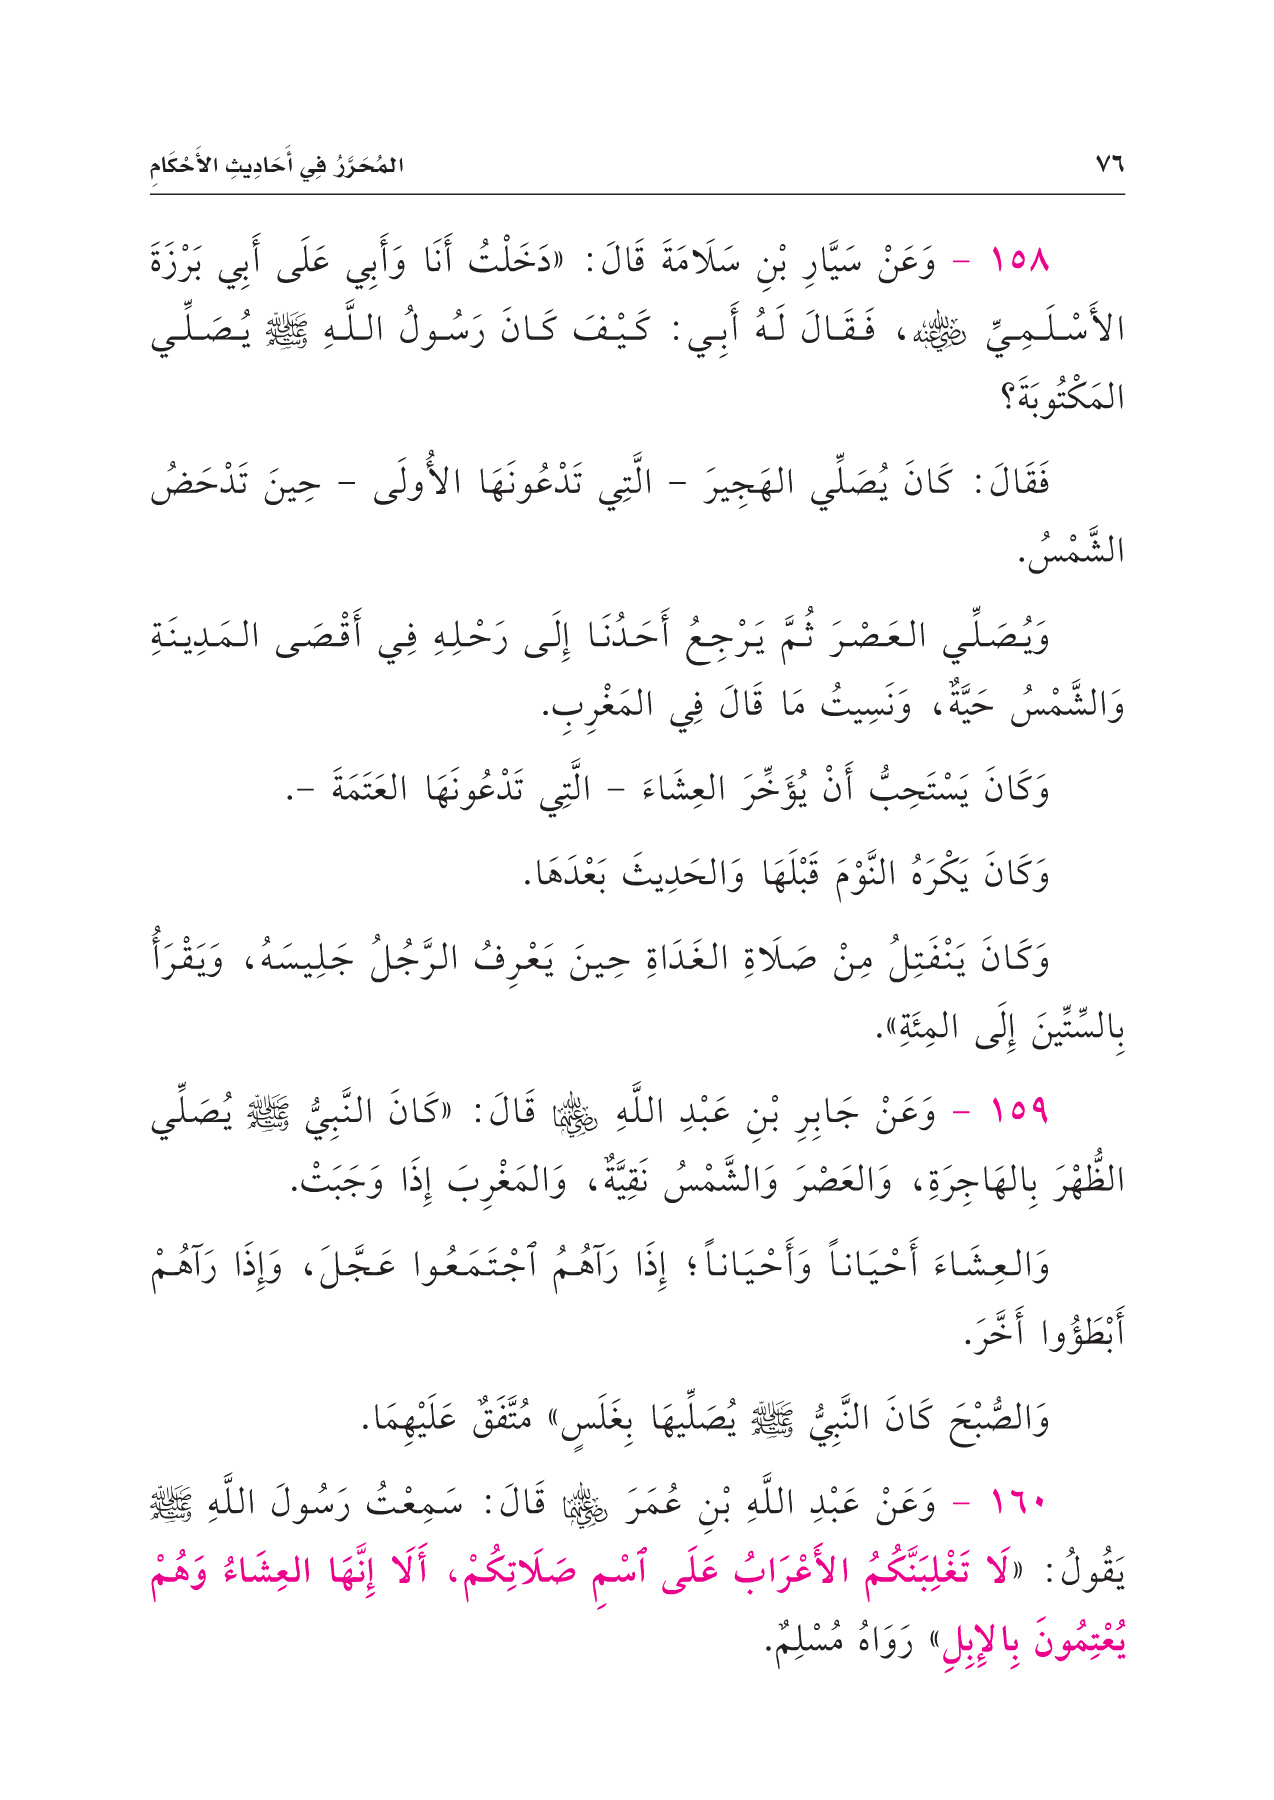 ٧٦
المُحَرَّرُ فِي أَحَادِيثِ الأَحْكَامِ
١٥٨ - وَعَنْ سَيَّارِ بْنِ سَلَامَةَ قَالَ: «دَخَلْتُ أَنَا وَأَبِي عَلَى أَبِي بَرْزَةَ
الأَسْلَمِيِّ رضي الله عنه، فَقَالَ لَهُ أَبِي: كَيْفَ كَانَ رَسُولُ اللَّهِ ﷺ يُصَلِّي
المَكْتُوبَةَ؟
فَقَالَ: كَانَ يُصَلِّي الهَجِيرَ - الَّتِي تَدْعُونَهَا الأُولَى - حِينَ تَدْحَضُ
الشَّمْسُ.
وَيُصَلِّي العَصْرَ ثُمَّ يَرْجِعُ أَحَدُنَا إِلَى رَحْلِهِ فِي أَقْصَى المَدِينَةِ
وَالشَّمْسُ حَيَّةٌ، وَنَسِيتُ مَا قَالَ فِي المَغْرِبِ.
وَكَانَ يَسْتَحِبُّ أَنْ يُؤَخِّرَ العِشَاءَ - الَّتِي تَدْعُونَهَا العَتَمَةَ -.
وَكَانَ يَكْرَهُ النَّوْمَ قَبْلَهَا وَالحَدِيثَ بَعْدَهَا.
وَكَانَ يَنْفَتِلُ مِنْ صَلَاةِ الغَدَاةِ حِينَ يَعْرِفُ الرَّجُلُ جَلِيسَهُ، وَيَقْرَأُ
بِالسِّتِّينَ إِلَى المِئَةِ».
١٥٩ - وَعَنْ جَابِرِ بْنِ عَبْدِ اللَّهِ رضي الله عنهما قَالَ: «كَانَ النَّبِيُّ ﷺ يُصَلِّي
الظُّهْرَ بِالهَاجِرَةِ، وَالعَصْرَ وَالشَّمْسُ نَقِيَّةٌ، وَالمَغْرِبَ إِذَا وَجَبَتْ.
وَالعِشَاءَ أَحْيَاناً وَأَحْيَاناً؛ إِذَا رَآهُمُ ٱجْتَمَعُوا عَجَّلَ، وَإِذَا رَآهُمْ
أَبْطَؤُوا أَخَّرَ.
وَالصُّبْحَ كَانَ النَّبِيُّ ﷺ يُصَلِّيهَا بِغَلَسٍ» مُتَّفَقٌ عَلَيْهِمَا.
١٦٠ - وَعَنْ عَبْدِ اللَّهِ بْنِ عُمَرَ رضي الله عنهما قَالَ: سَمِعْتُ رَسُولَ اللَّهِ ﷺ
يَقُولُ: «لَا تَغْلِبَنَّكُمُ الأَعْرَابُ عَلَى ٱسْمِ صَلَاتِكُمْ، أَلَا إِنَّهَا العِشَاءُ وَهُمْ
يُعْتِمُونَ بِالإِبِلِ» رَوَاهُ مُسْلِمٌ.